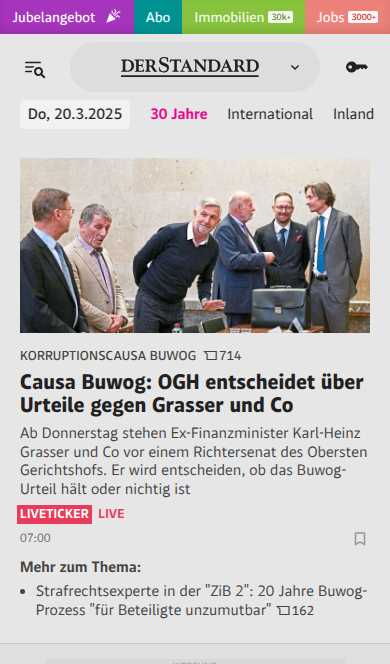 Jubelangebot Abo Immobilien 30k+ Jobs 3000+
DERSTANDARD
Do, 20.3.2025 30 Jahre International Inland
KORRUPTIONSCAUSA BUWOG 714
Causa Buwog: OGH entscheidet über
Urteile gegen Grasser und Co
Ab Donnerstag stehen Ex-Finanzminister Karl-Heinz
Grasser und Co vor einem Richtersenat des Obersten
Gerichtshofs. Er wird entscheiden, ob das Buwog-
Urteil hält oder nichtig ist
LIVETICKER LIVE
07:00
Mehr zum Thema:
• Strafrechtsexperte in der "ZiB 2": 20 Jahre Buwog-
Prozess "für Beteiligte unzumutbar" 162